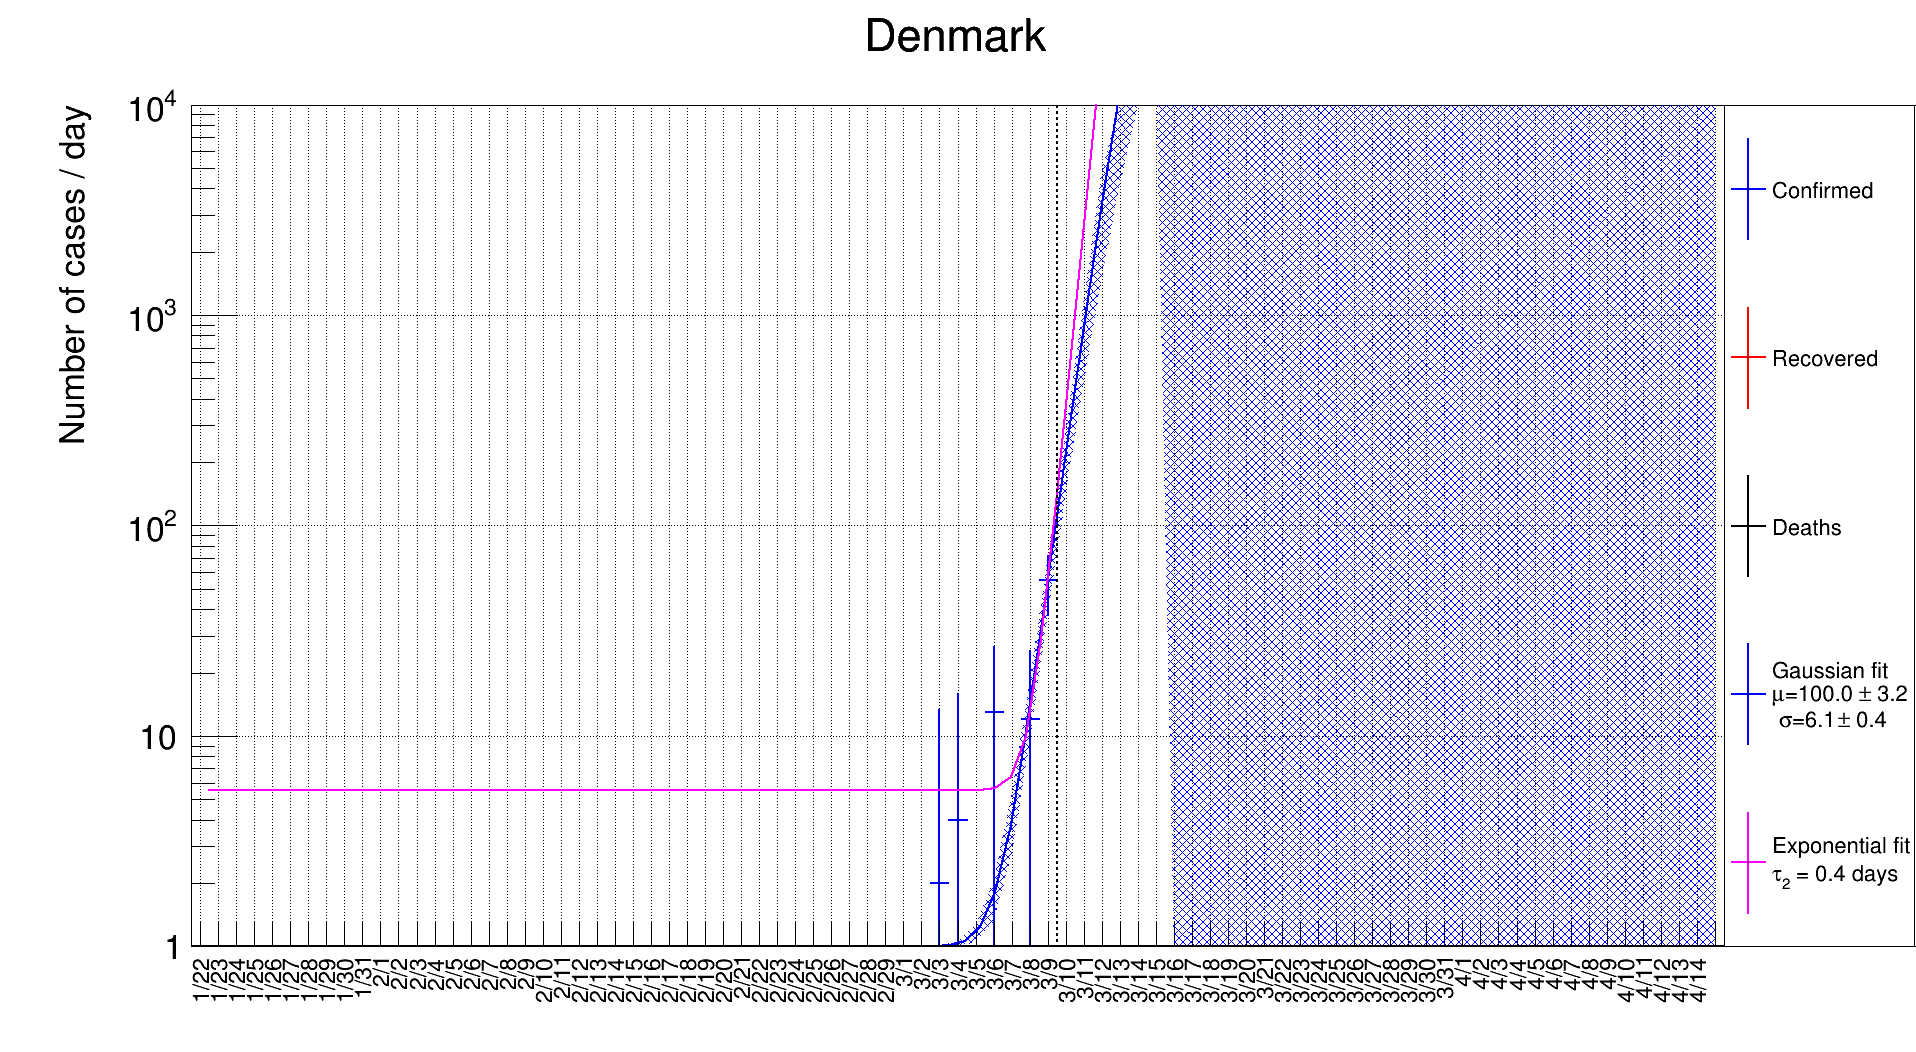 Denmark
Number of cases / day
10⁴
10³
10²
10
1
1/22 1/23 1/24 1/25 1/26 1/27 1/28 1/29 1/30 1/31 2/1 2/2 2/3 2/4 2/5 2/6 2/7 2/8 2/9 2/10 2/11 2/12 2/13 2/14 2/15 2/16 2/17 2/18 2/19 2/20 2/21 2/22 2/23 2/24 2/25 2/26 2/27 2/28 2/29 3/1 3/2 3/3 3/4 3/5 3/6 3/7 3/8 3/9 3/10 3/11 3/12 3/13 3/14 3/15 3/16 3/17 3/18 3/19 3/20 3/21 3/22 3/23 3/24 3/25 3/26 3/27 3/28 3/29 3/30 3/31 4/1 4/2 4/3 4/4 4/5 4/6 4/7 4/8 4/9 4/10 4/11 4/12 4/13 4/14
Confirmed
Recovered
Deaths
Gaussian fit
μ=100.0 ± 3.2
σ=6.1 ± 0.4
Exponential fit
τ₂ = 0.4 days